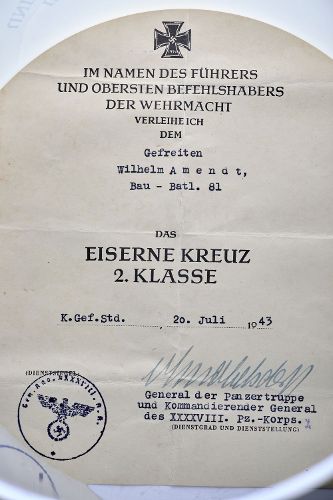 IM NAMEN DES FÜHRERS
UND OBERSTEN BEFEHLSHABERS
DER WEHRMACHT
VERLEIHE ICH
DEM
Gefreiten
Wilhelm A m e n d t,
Bau - Batl. 81
DAS
EISERNE KREUZ
2. KLASSE
K.Gef.Std. , 20. Juli 1943
(DIENSTSIEGEL)
General der Panzertruppe
und Kommandierender General
des XXXXVIII. Pz.-Korps.
(DIENSTGRAD UND DIENSTSTELLUNG)